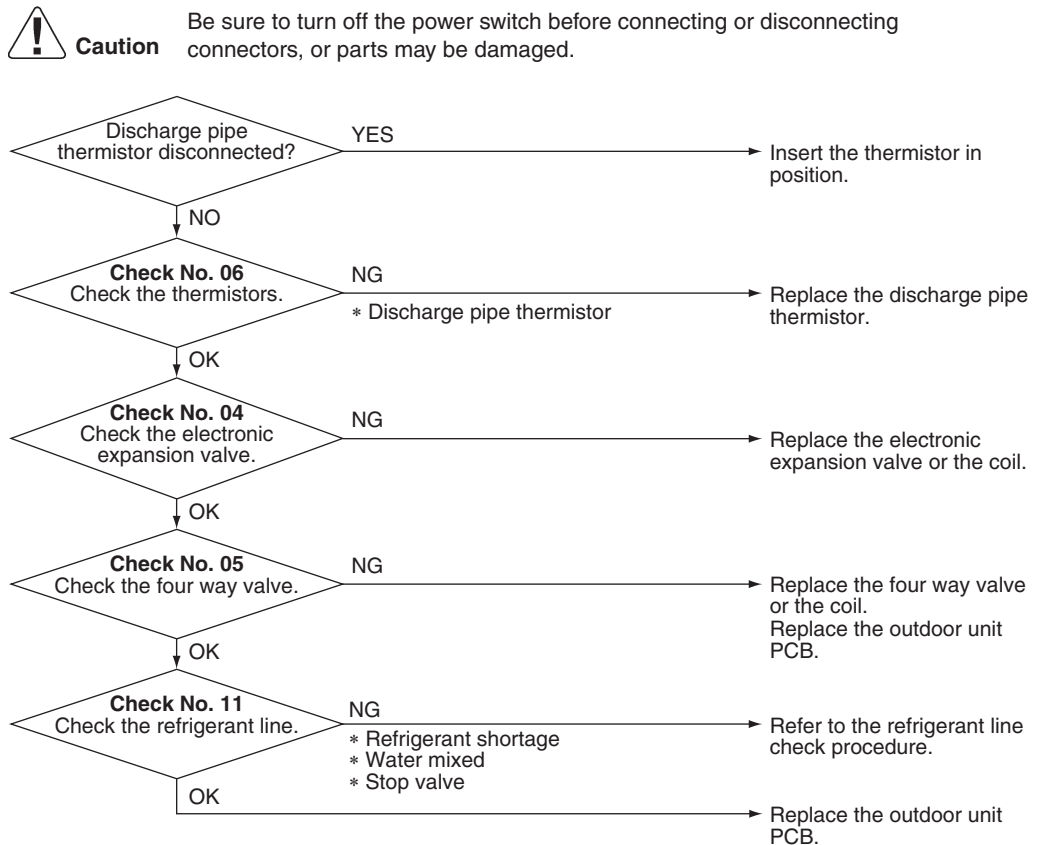 Caution
Be sure to turn off the power switch before connecting or disconnecting
connectors, or parts may be damaged.
Discharge pipe
thermistor disconnected?
YES
Insert the thermistor in
position.
NO
Check No. 06
Check the thermistors.
NG
∗ Discharge pipe thermistor
Replace the discharge pipe
thermistor.
OK
Check No. 04
Check the electronic
expansion valve.
NG
Replace the electronic
expansion valve or the coil.
OK
Check No. 05
Check the four way valve.
NG
Replace the four way valve
or the coil.
Replace the outdoor unit
PCB.
OK
Check No. 11
Check the refrigerant line.
NG
∗ Refrigerant shortage
∗ Water mixed
∗ Stop valve
Refer to the refrigerant line
check procedure.
OK
Replace the outdoor unit
PCB.